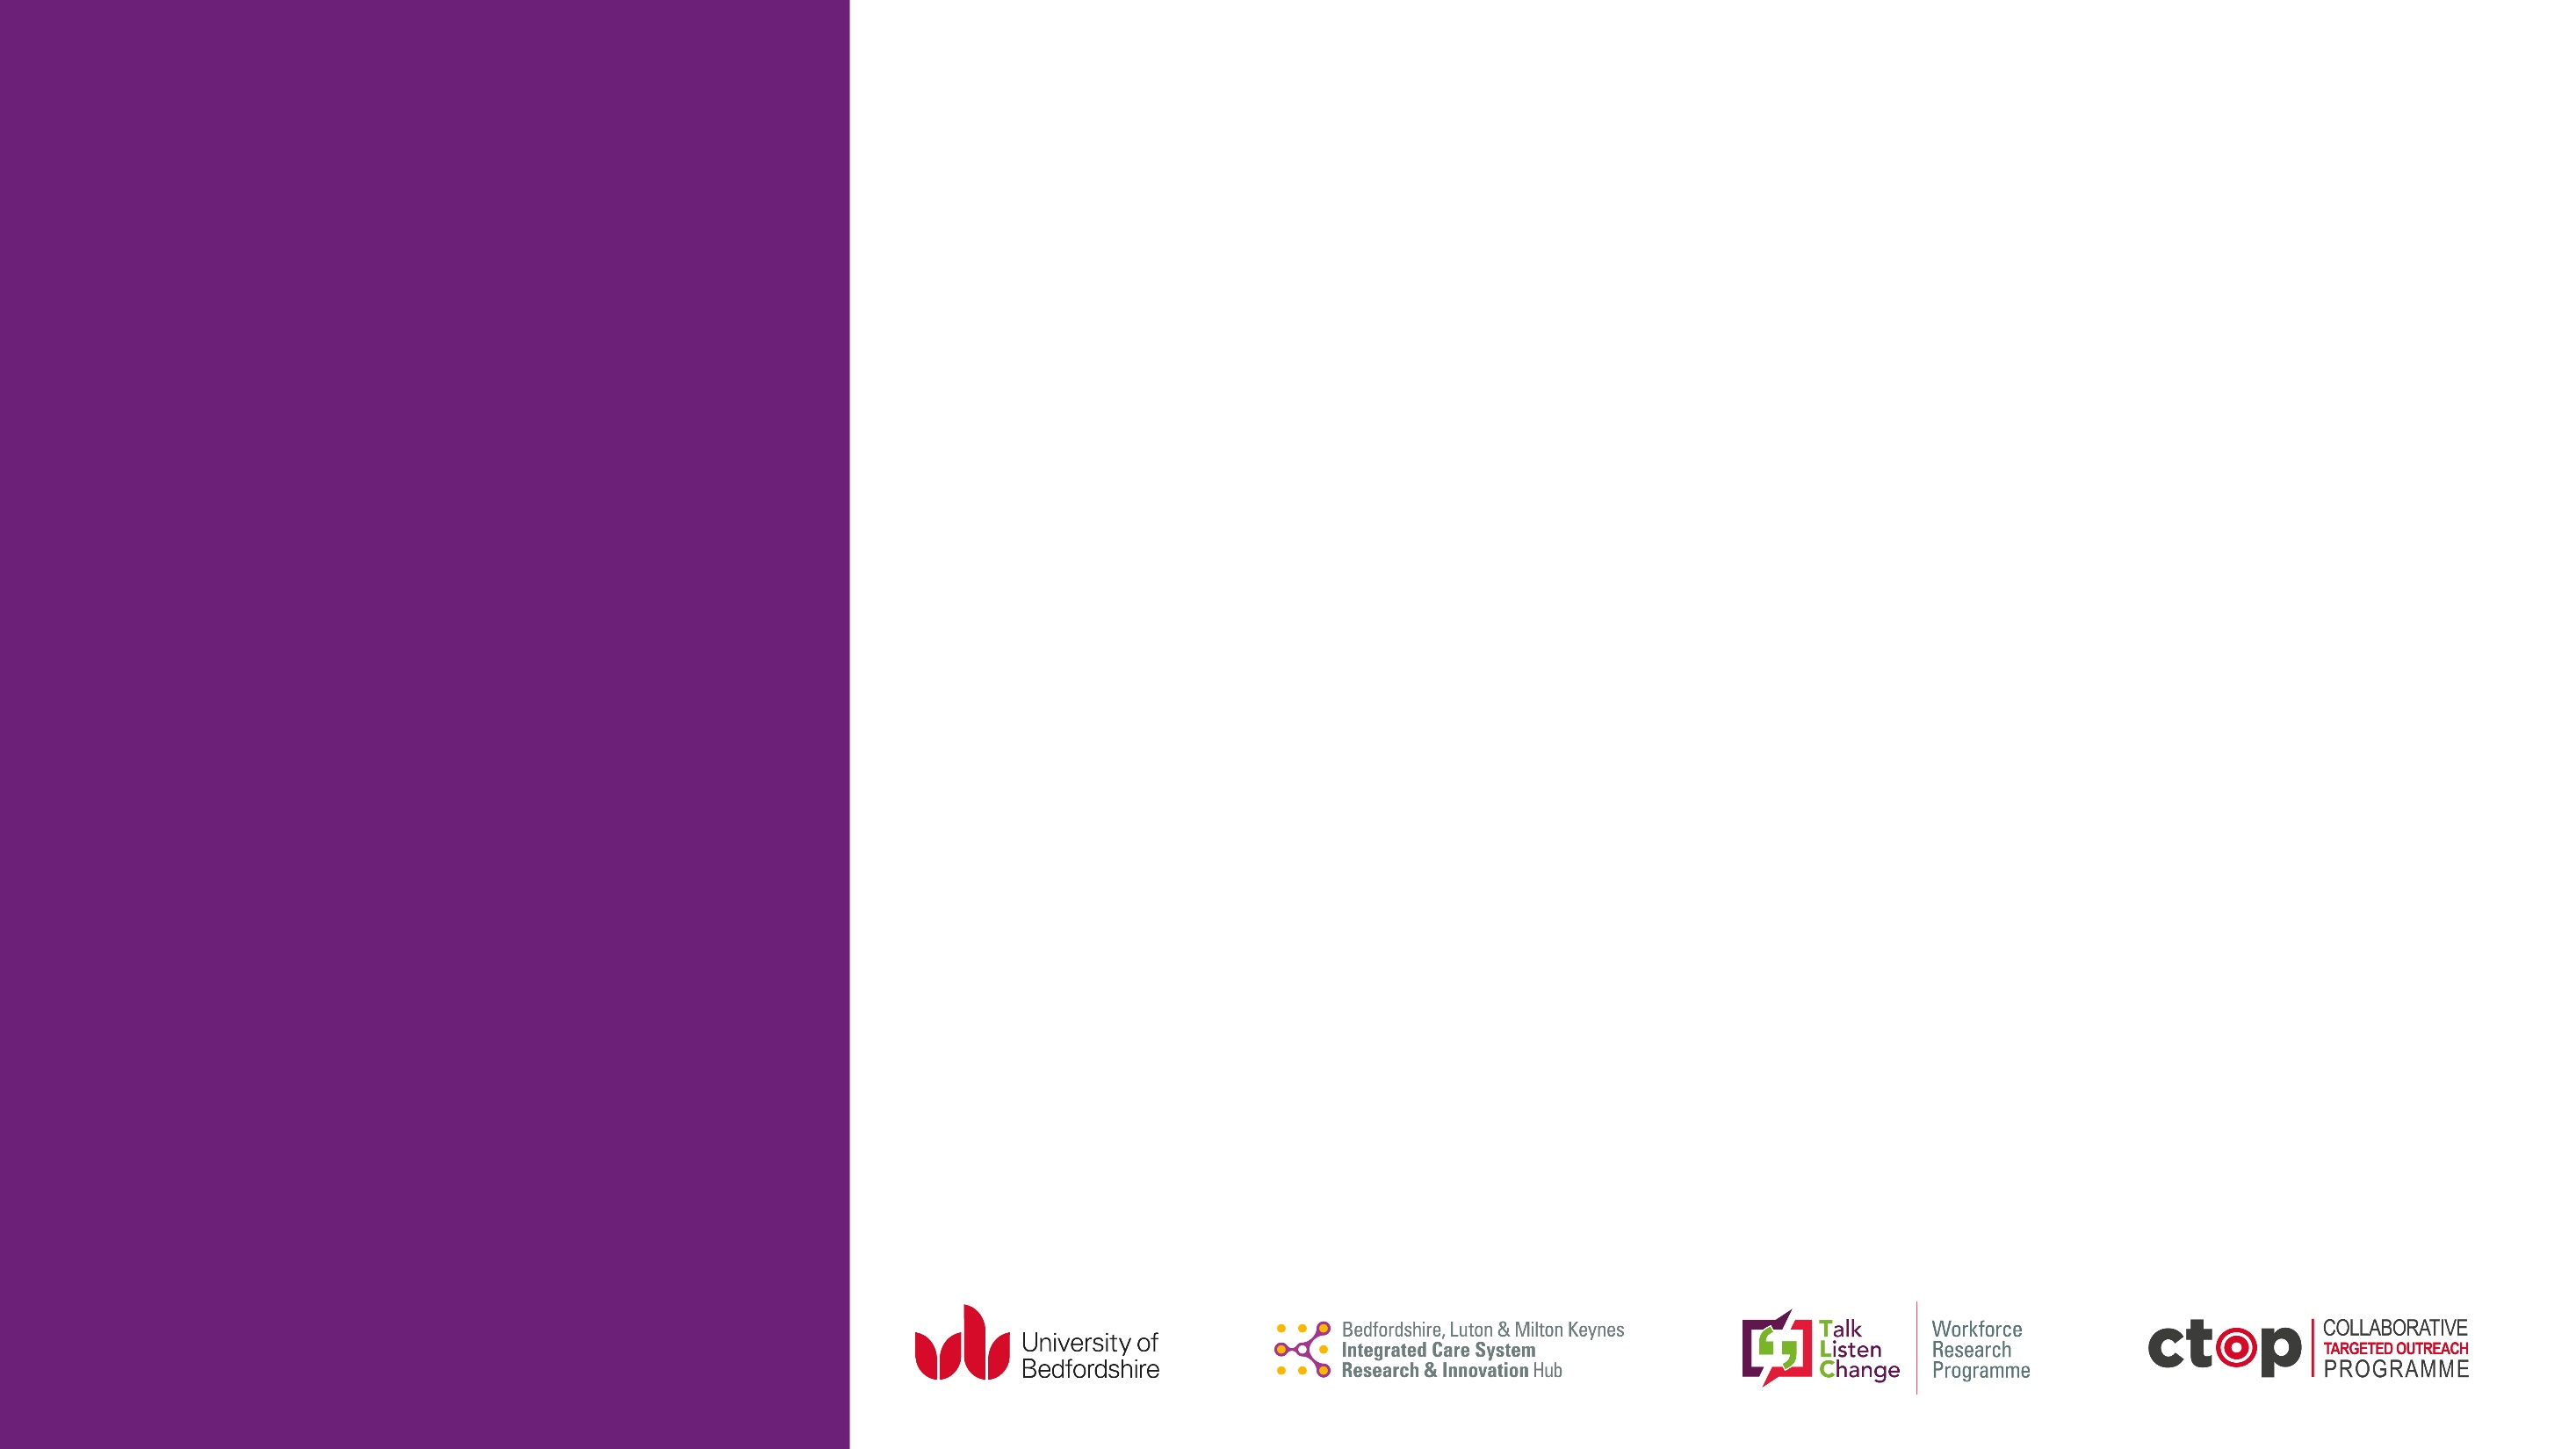 University of
Bedfordshire
Bedfordshire, Luton & Milton Keynes
Integrated Care System
Research & Innovation Hub
Talk
Listen
Change
Workforce
Research
Programme
ctop
COLLABORATIVE
TARGETED OUTREACH
PROGRAMME